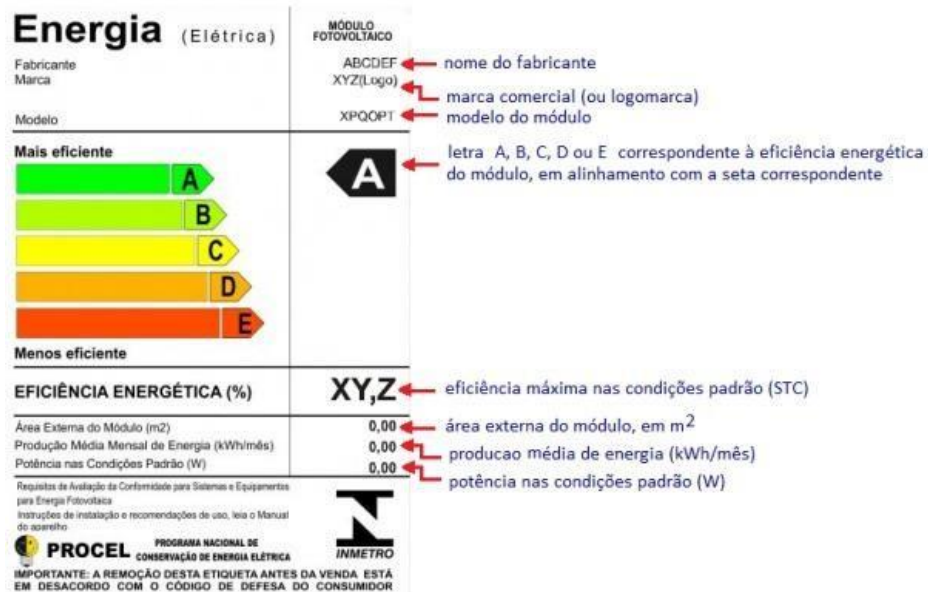 Energia (Elétrica)
MÓDULO
FOTOVOLTAICO
Fabricante
ABCDEF
nome do fabricante
Marca
XYZ(Logo)
marca comercial (ou logomarca)
Modelo
XPQOPT
modelo do módulo
Mais eficiente
A
B
C
D
E
Menos eficiente
A
letra A, B, C, D ou E correspondente à eficiência energética
do módulo, em alinhamento com a seta correspondente
EFICIÊNCIA ENERGÉTICA (%)
XY,Z
eficiência máxima nas condições padrão (STC)
Área Externa do Módulo (m2)
0,00
área externa do módulo, em m2
Produção Média Mensal de Energia (kWh/mês)
0,00
producao média de energia (kWh/mês)
Potência nas Condições Padrão (W)
0,00
potência nas condições padrão (W)
Requisitos de Avaliação da Conformidade para Sistemas e Equipamentos
para Energia Fotovoltaica
Instruções de instalação e recomendações de uso, leia o Manual
do aparelho
PROCEL
PROGRAMA NACIONAL DE
CONSERVAÇÃO DE ENERGIA ELÉTRICA
INMETRO
IMPORTANTE: A REMOÇÃO DESTA ETIQUETA ANTES DA VENDA ESTÁ
EM DESACORDO COM O CÓDIGO DE DEFESA DO CONSUMIDOR